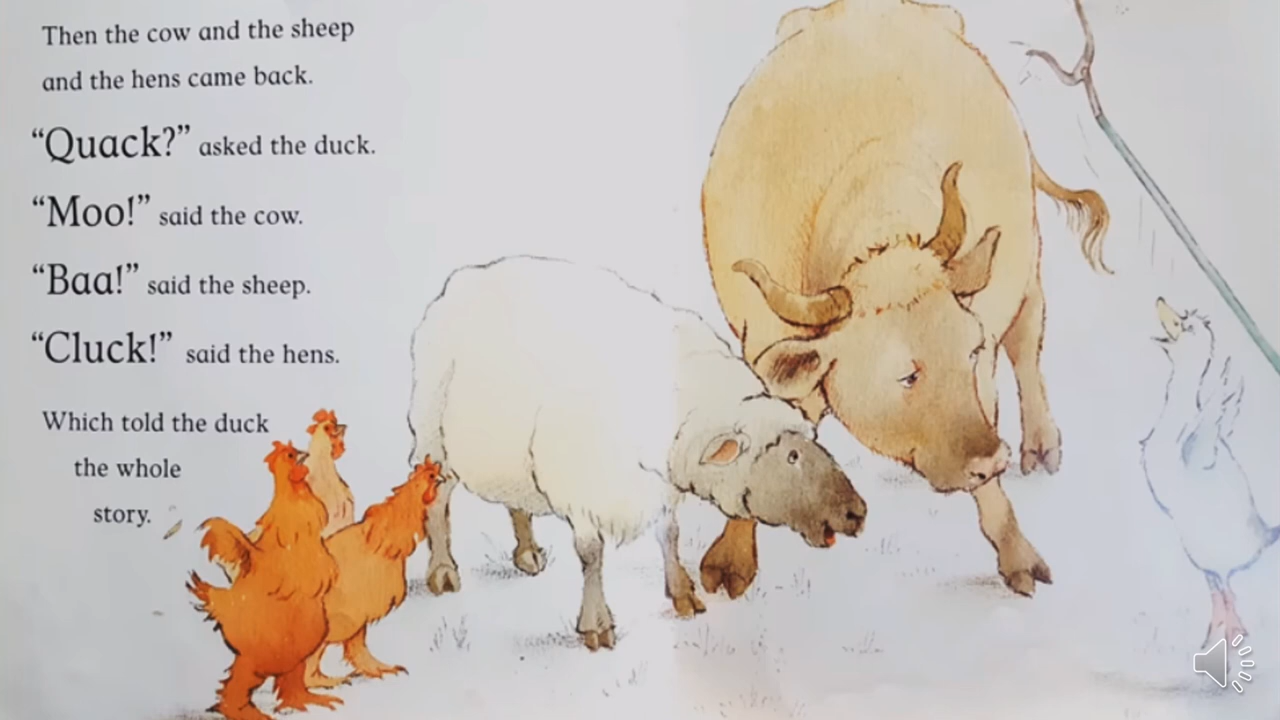 Then the cow and the sheep
and the hens came back.
“Quack?” asked the duck.
“Moo!” said the cow.
“Baa!” said the sheep.
“Cluck!” said the hens.
Which told the duck
the whole
story.